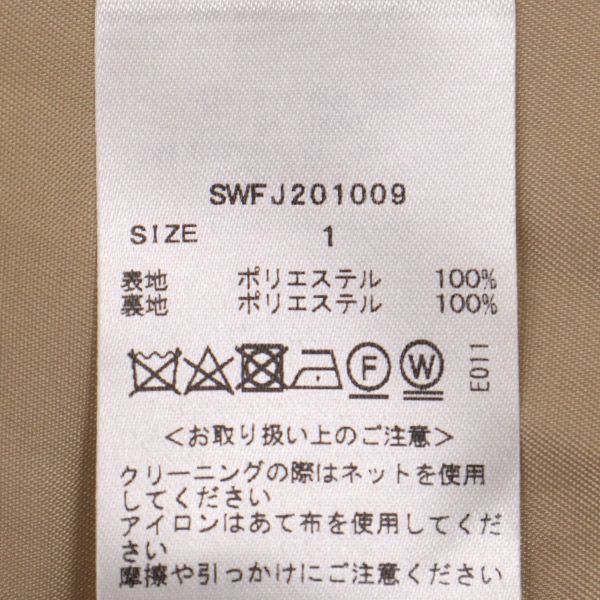 SWFJ201009
SIZE 1
表地 ポリエステル 100%
裏地 ポリエステル 100%
F W E011
<お取り扱い上のご注意>
クリーニングの際はネットを使用
してください
アイロンはあて布を使用してくだ
さい
摩擦や引っかけにご注意ください